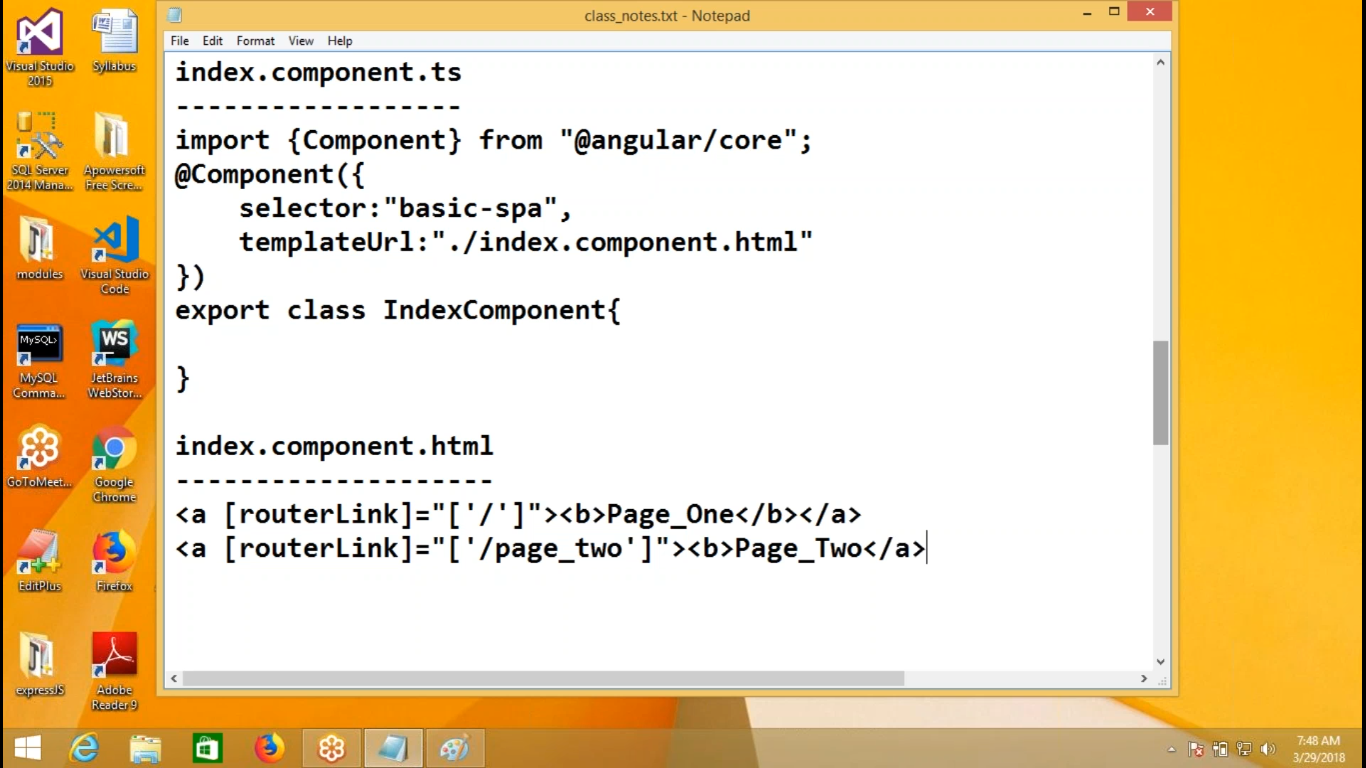 class_notes.txt - Notepad
File Edit Format View Help
index.component.ts
------------------
import {Component} from "@angular/core";
@Component({
    selector:"basic-spa",
    templateUrl:"./index.component.html"
})
export class IndexComponent{
}
index.component.html
--------------------
<a [routerLink]="['/']"><b>Page_One</b></a>
<a [routerLink]="['/page_two']"><b>Page_Two</a>
Visual Studio
2015
Syllabus
SQL Server
2014 Mana...
Apowersoft
Free Scre...
modules
Visual Studio
Code
MySQL>
MySQL
Comma...
WS
JetBrains
WebStor...
GoToMeet...
Google
Chrome
EditPlus
Firefox
expressJS
Adobe
Reader 9
7:48 AM
3/29/2018